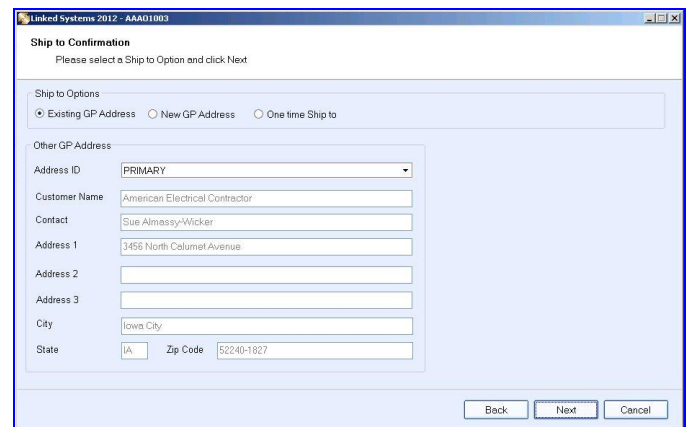 Linked Systems 2012 - AAAO1003
Ship to Confirmation
Please select a Ship to Option and click Next
Ship to Options
Existing GP Address New GP Address One time Ship to
Other GP Address
Address ID PRIMARY
Customer Name American Electrical Contractor
Contact Sue Almassy-Wicker
Address 1 3456 North Calumet Avenue
Address 2
Address 3
City Iowa City
State IA Zip Code 52240-1827
Back Next Cancel